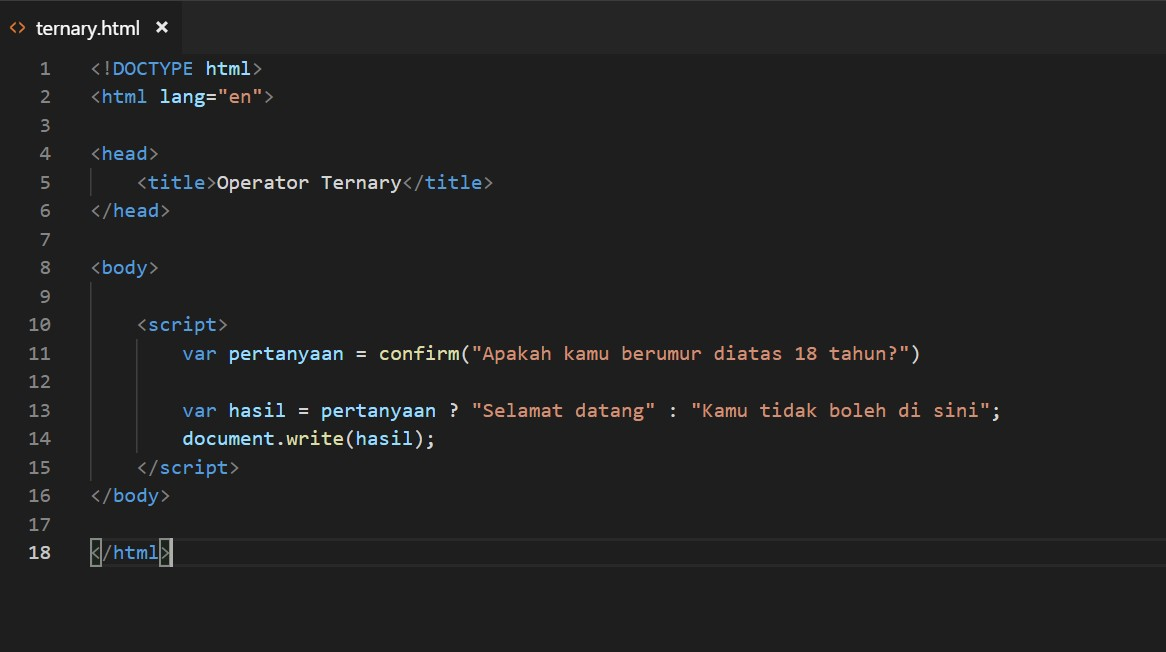 ternary.html ×
1 <!DOCTYPE html>
2 <html lang="en">
3
4 <head>
5     <title>Operator Ternary</title>
6 </head>
7
8 <body>
9
10     <script>
11         var pertanyaan = confirm("Apakah kamu berumur diatas 18 tahun?")
12
13         var hasil = pertanyaan ? "Selamat datang" : "Kamu tidak boleh di sini";
14         document.write(hasil);
15     </script>
16 </body>
17
18 </html>